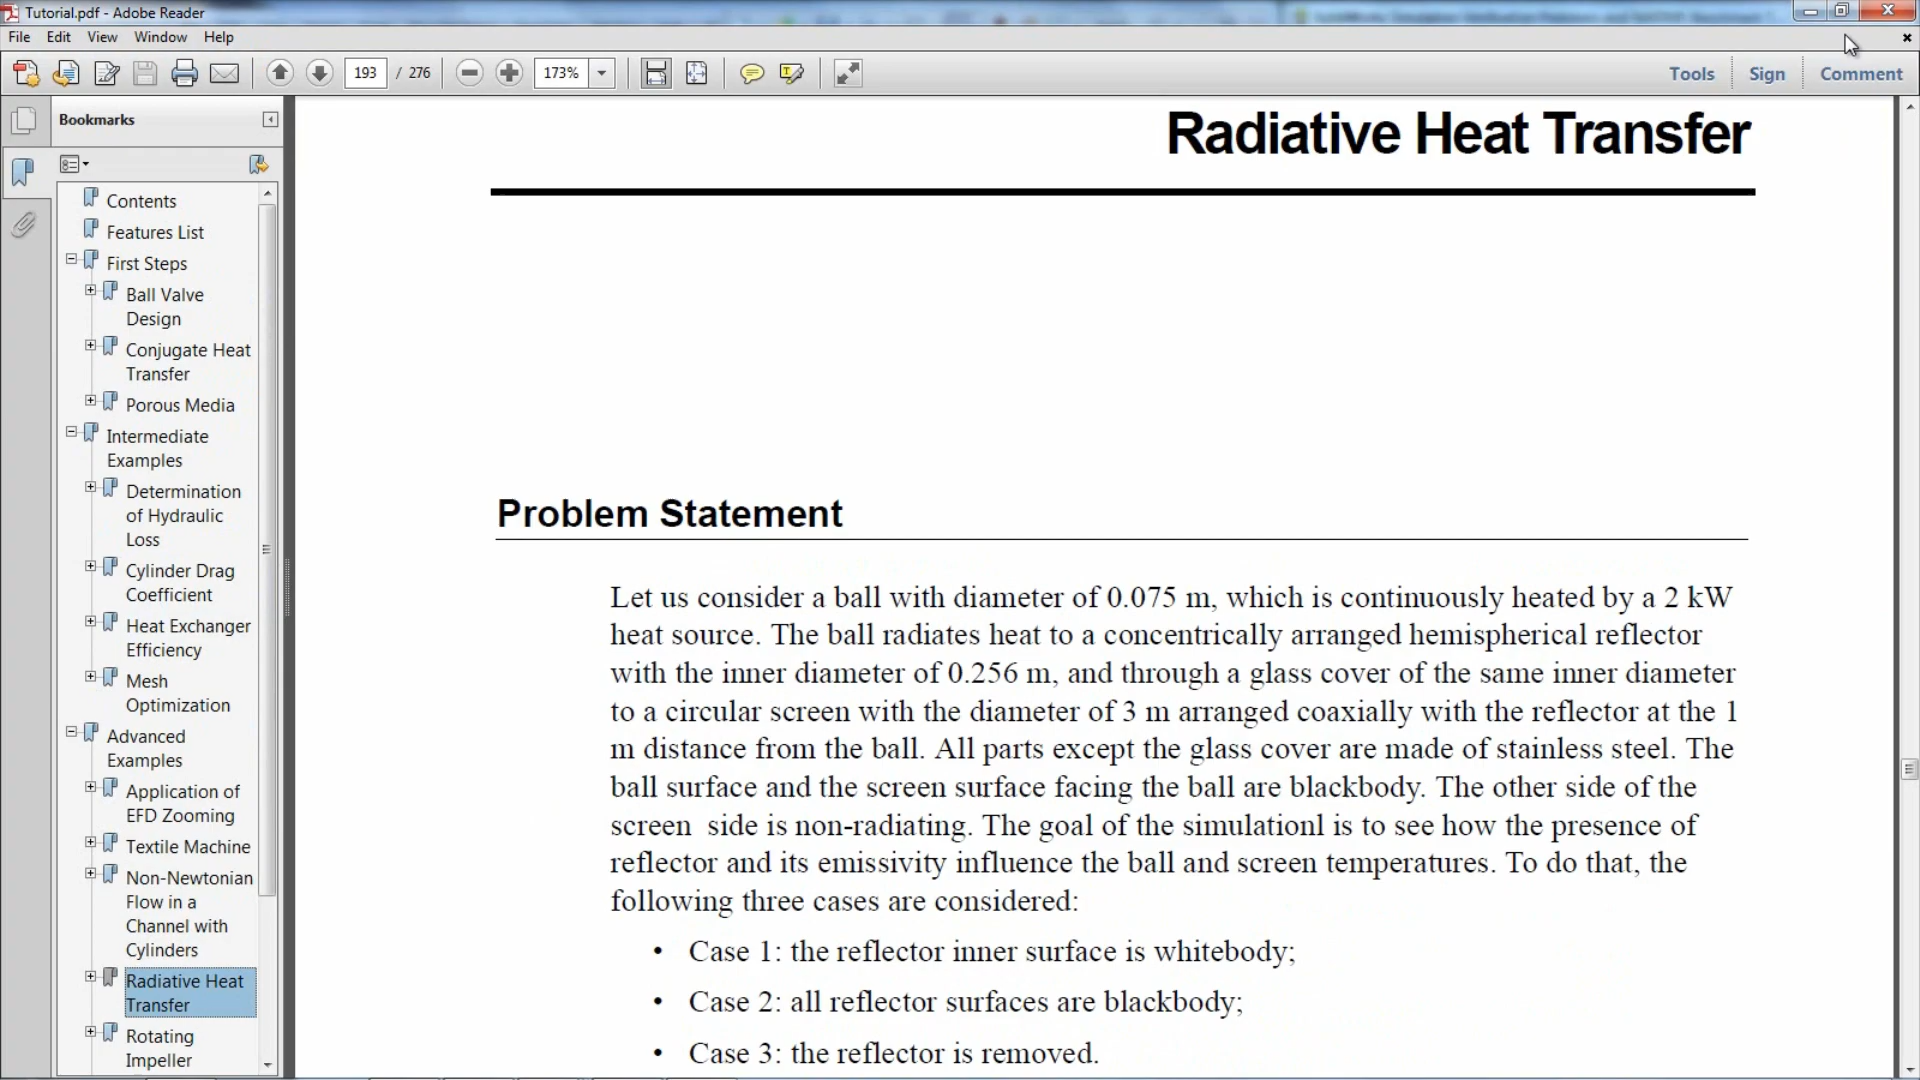 Tutorial.pdf - Adobe Reader
File Edit View Window Help
193 / 276 173% Tools Sign Comment
Bookmarks
Contents
Features List
First Steps
Ball Valve
Design
Conjugate Heat
Transfer
Porous Media
Intermediate
Examples
Determination
of Hydraulic
Loss
Cylinder Drag
Coefficient
Heat Exchanger
Efficiency
Mesh
Optimization
Advanced
Examples
Application of
EFD Zooming
Textile Machine
Non-Newtonian
Flow in a
Channel with
Cylinders
Radiative Heat
Transfer
Rotating
Impeller
Radiative Heat Transfer
Problem Statement
Let us consider a ball with diameter of 0.075 m, which is continuously heated by a 2 kW
heat source. The ball radiates heat to a concentrically arranged hemispherical reflector
with the inner diameter of 0.256 m, and through a glass cover of the same inner diameter
to a circular screen with the diameter of 3 m arranged coaxially with the reflector at the 1
m distance from the ball. All parts except the glass cover are made of stainless steel. The
ball surface and the screen surface facing the ball are blackbody. The other side of the
screen  side is non-radiating. The goal of the simulationl is to see how the presence of
reflector and its emissivity influence the ball and screen temperatures. To do that, the
following three cases are considered:
• Case 1: the reflector inner surface is whitebody;
• Case 2: all reflector surfaces are blackbody;
• Case 3: the reflector is removed.